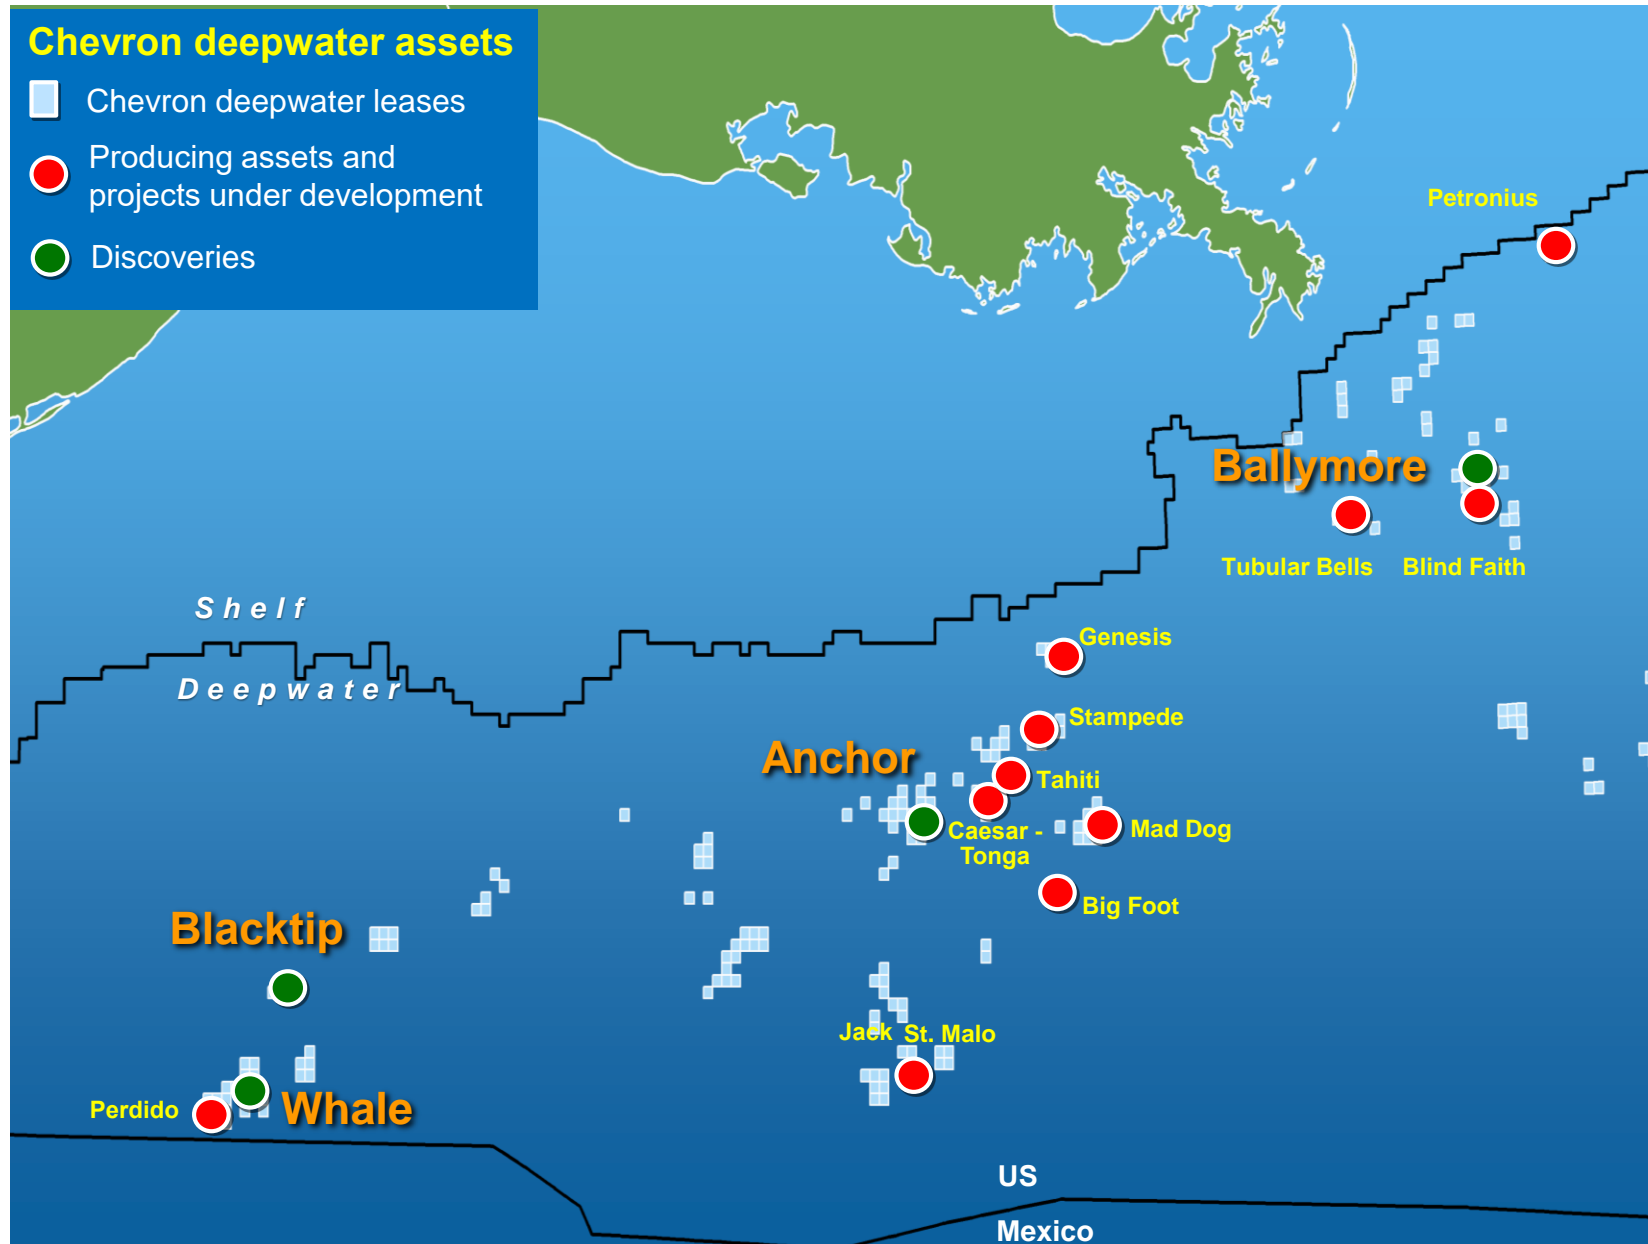 Chevron deepwater assets
Chevron deepwater leases
Producing assets and
projects under development
Discoveries
Petronius
Ballymore
Tubular Bells
Blind Faith
Shelf
Deepwater
Genesis
Stampede
Anchor
Tahiti
Caesar -
Tonga
Mad Dog
Big Foot
Blacktip
Jack
St. Malo
Perdido
Whale
US
Mexico